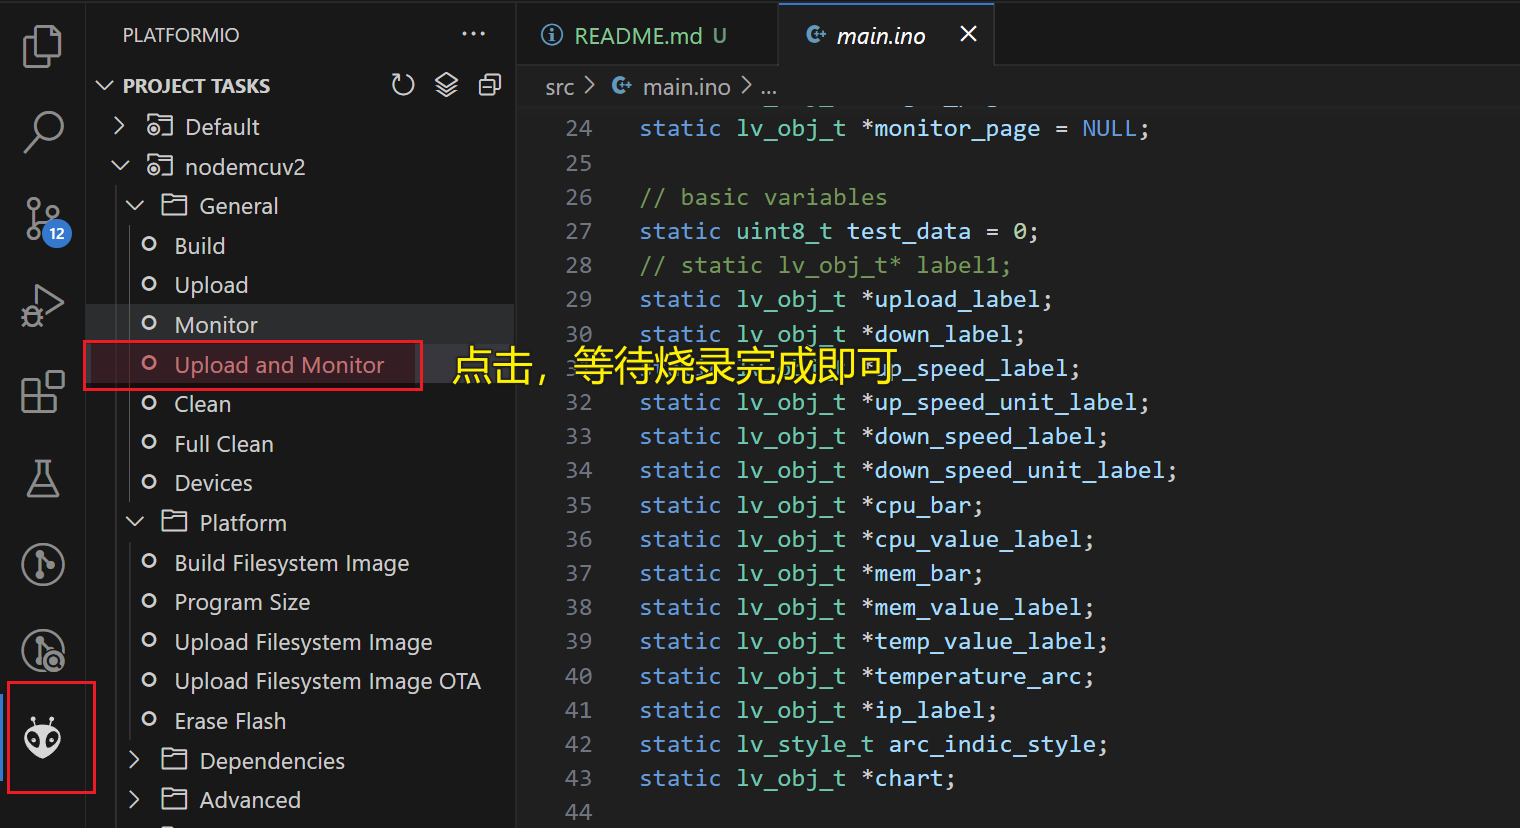 PLATFORMIO
PROJECT TASKS
Default
nodemcuv2
General
Build
Upload
Monitor
Upload and Monitor
Clean
Full Clean
Devices
Platform
Build Filesystem Image
Program Size
Upload Filesystem Image
Upload Filesystem Image OTA
Erase Flash
Dependencies
Advanced
12
点击，等待烧录完成即可
README.md U
main.ino
src > main.ino > ...
24 static lv_obj_t *monitor_page = NULL;
25
26 // basic variables
27 static uint8_t test_data = 0;
28 // static lv_obj_t* label1;
29 static lv_obj_t *upload_label;
30 static lv_obj_t *down_label;
static lv_obj_t *up_speed_label;
32 static lv_obj_t *up_speed_unit_label;
33 static lv_obj_t *down_speed_label;
34 static lv_obj_t *down_speed_unit_label;
35 static lv_obj_t *cpu_bar;
36 static lv_obj_t *cpu_value_label;
37 static lv_obj_t *mem_bar;
38 static lv_obj_t *mem_value_label;
39 static lv_obj_t *temp_value_label;
40 static lv_obj_t *temperature_arc;
41 static lv_obj_t *ip_label;
42 static lv_style_t arc_indic_style;
43 static lv_obj_t *chart;
44